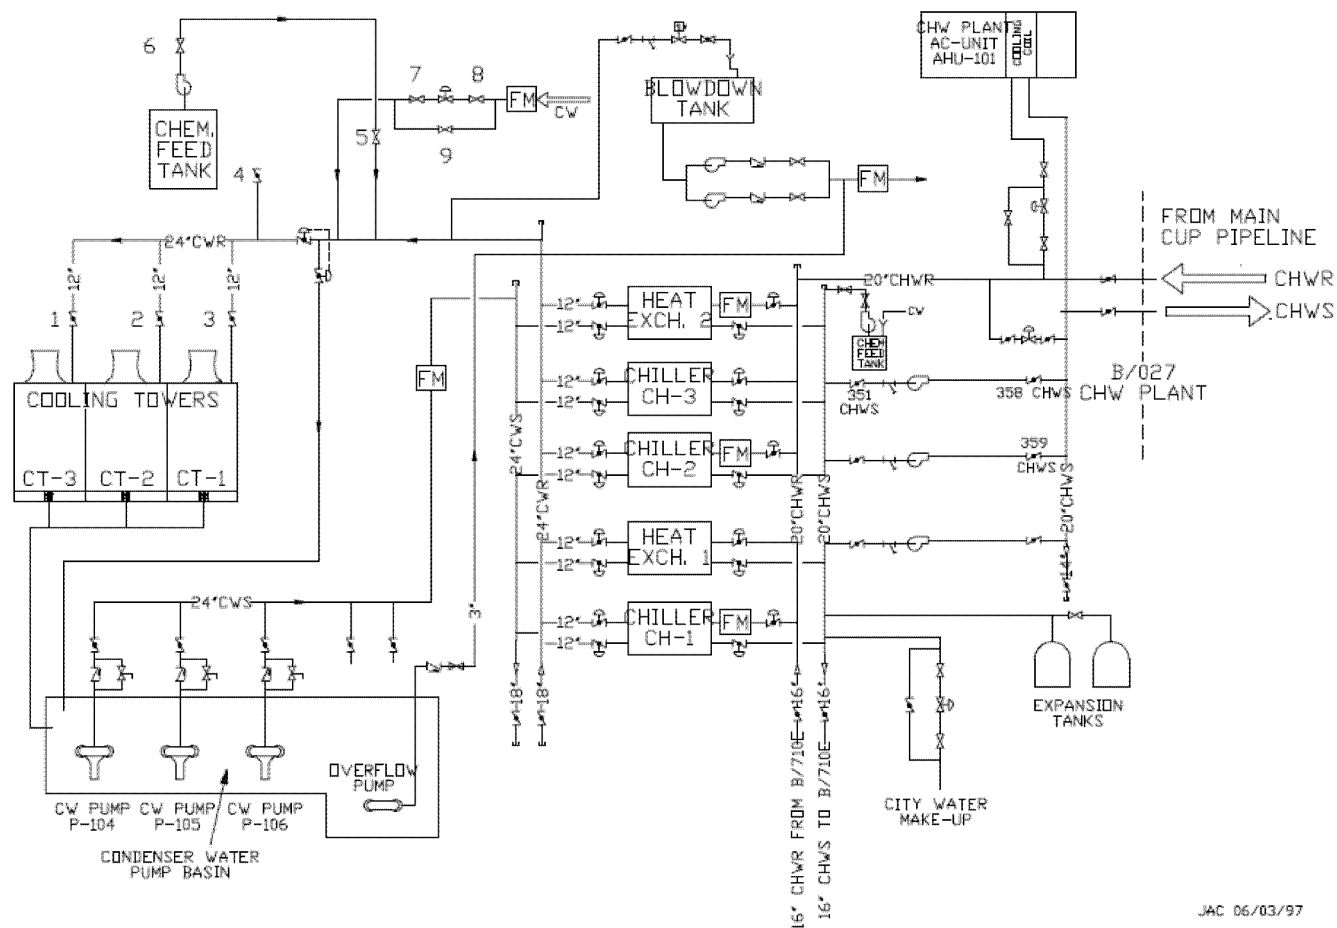 6
7
8
FM
CW
9
5
4
CHEM.
FEED
TANK
BLOWDOWN
TANK
FM
CHW PLANT
AC-UNIT
AHU-101
COOLING
COIL
FROM MAIN
CUP PIPELINE
CHWR
CHWS
B/027
CHW PLANT
24"CWR
12"
12"
12"
1
2
3
COOLING TOWERS
CT-3
CT-2
CT-1
FM
24"CWS
24"CWR
12"
12"
HEAT
EXCH. 2
FM
12"
12"
CHILLER
CH-3
12"
12"
CHILLER
CH-2
FM
12"
12"
HEAT
EXCH. 1
12"
12"
CHILLER
CH-1
FM
20"CHWR
20"CHWR
20"CHWS
CW
CHEM
FEED
TANK
351
CHWS
358 CHWS
359
CHWS
20"CHWS
14"
24"CWS
3"
18"
18"
16"
16"
16" CHWR FROM B/710E
16" CHWS TO B/710E
EXPANSION
TANKS
CITY WATER
MAKE-UP
OVERFLOW
PUMP
CW PUMP
P-104
CW PUMP
P-105
CW PUMP
P-106
CONDENSER WATER
PUMP BASIN
JAC 06/03/97